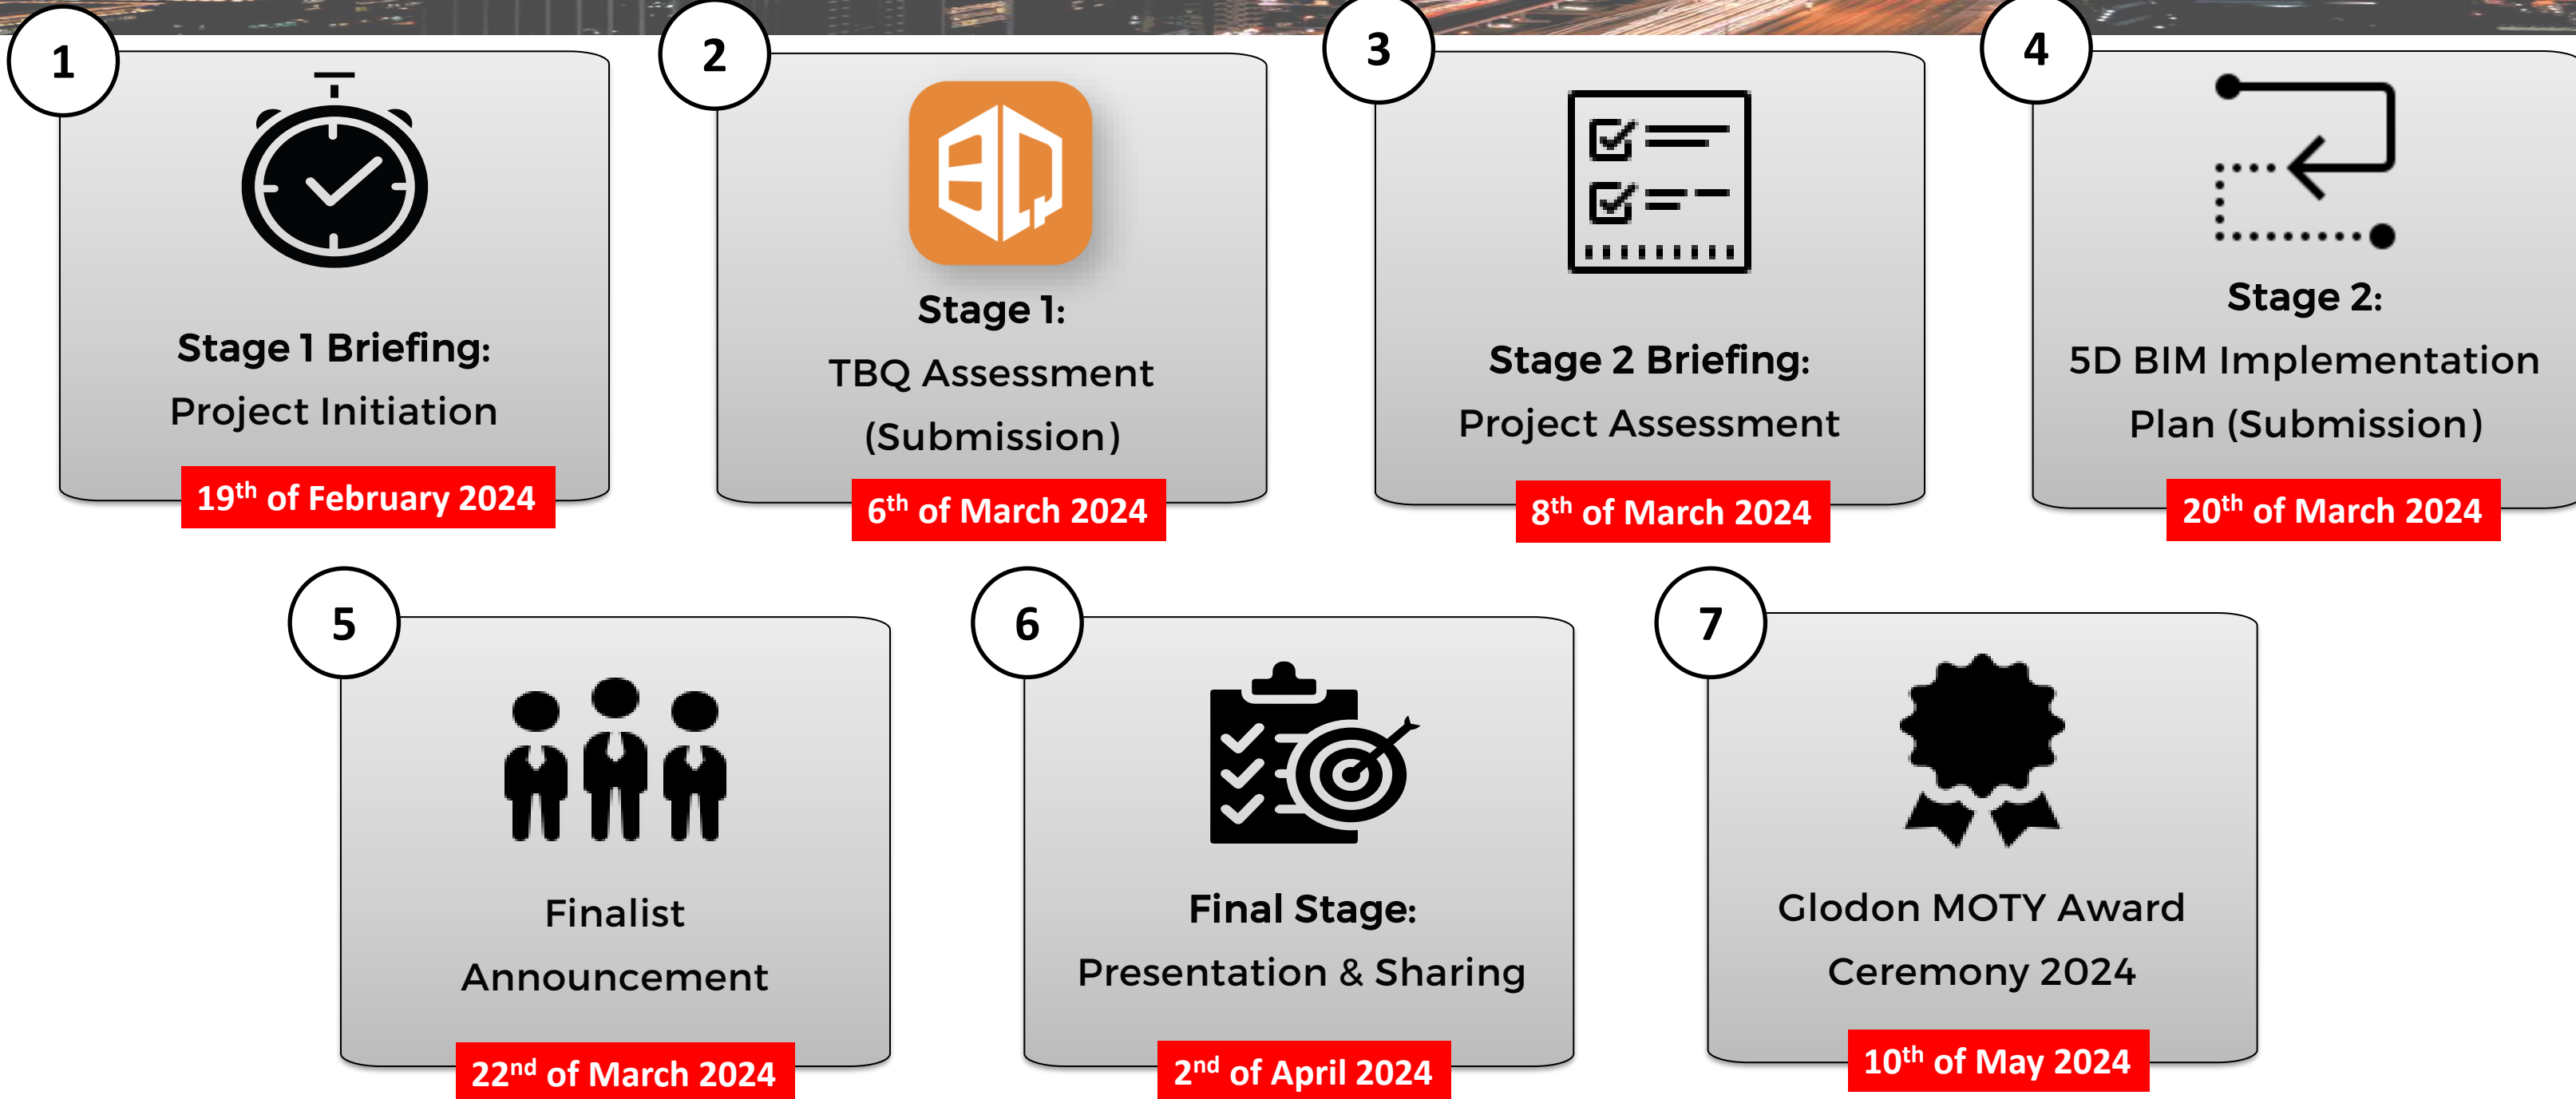 1
Stage 1 Briefing:
Project Initiation
19th of February 2024
2
BQ
Stage 1:
TBQ Assessment
(Submission)
6th of March 2024
3
Stage 2 Briefing:
Project Assessment
8th of March 2024
4
Stage 2:
5D BIM Implementation
Plan (Submission)
20th of March 2024
5
Finalist
Announcement
22nd of March 2024
6
Final Stage:
Presentation & Sharing
2nd of April 2024
7
Glodon MOTY Award
Ceremony 2024
10th of May 2024